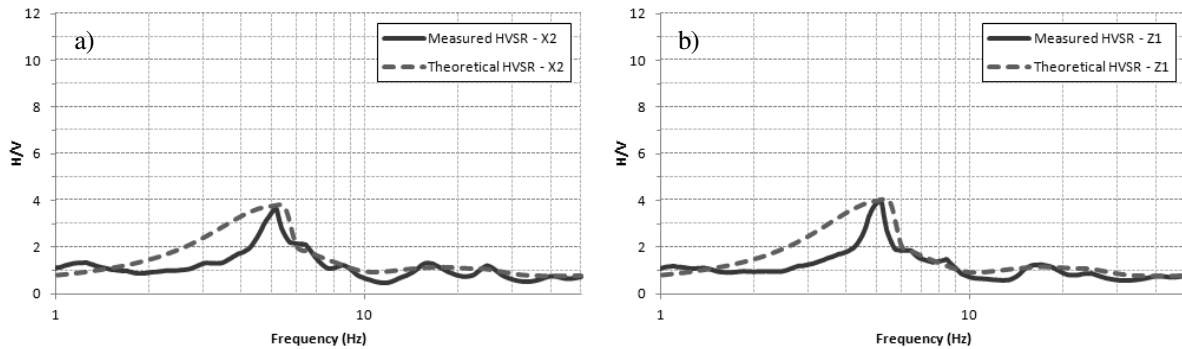 a)
Measured HVSR - X2
Theoretical HVSR - X2
12
10
8
6
4
2
0
H/V
1
10
Frequency (Hz)
b)
Measured HVSR - Z1
Theoretical HVSR - Z1
12
10
8
6
4
2
0
H/V
1
10
Frequency (Hz)